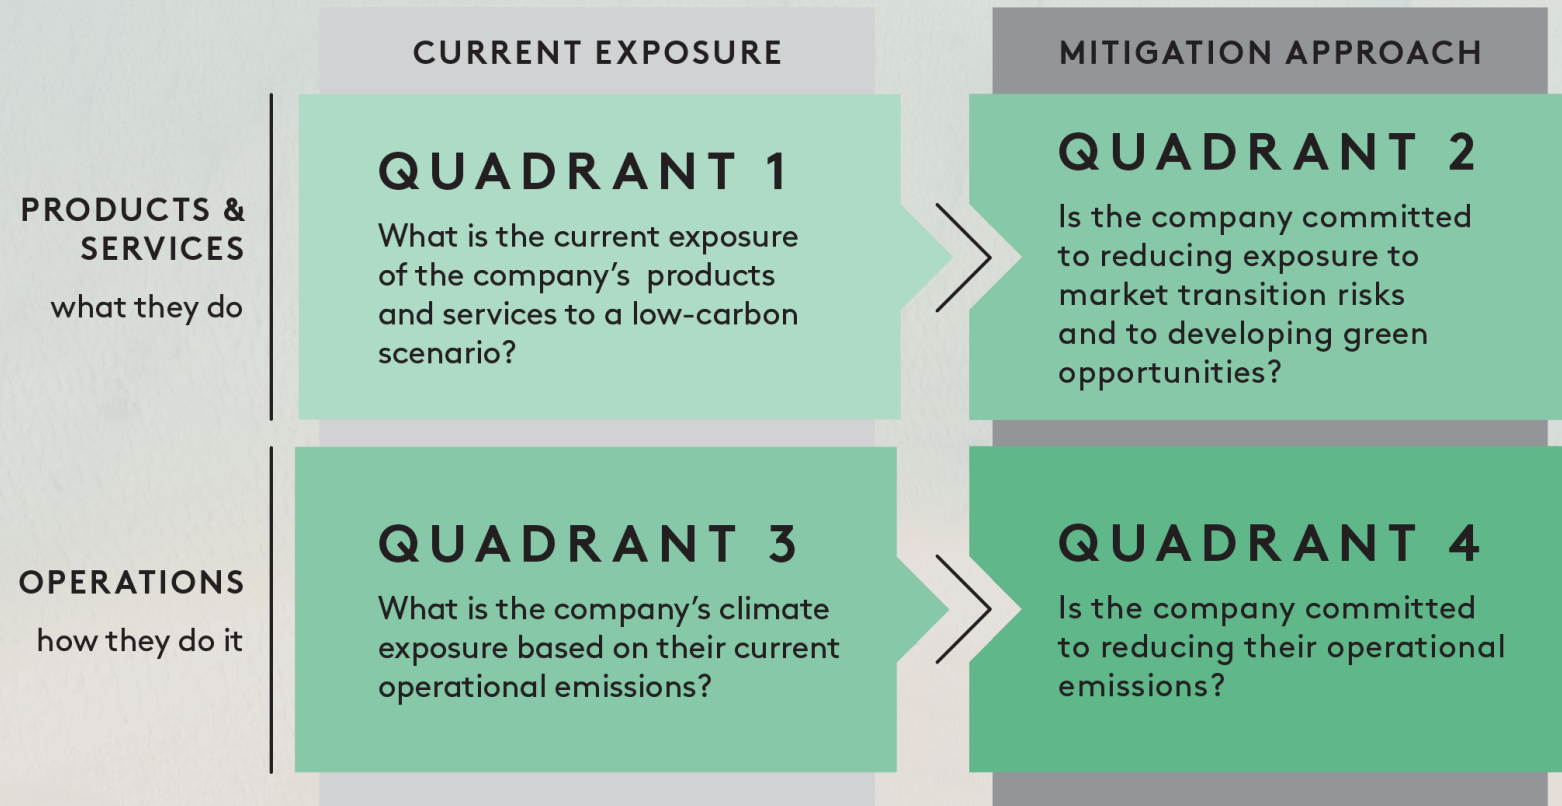 CURRENT EXPOSURE
MITIGATION APPROACH
PRODUCTS &
SERVICES
what they do
QUADRANT 1
What is the current exposure
of the company’s  products
and services to a low-carbon
scenario?
QUADRANT 2
Is the company committed
to reducing exposure to
market transition risks
and to developing green
opportunities?
OPERATIONS
how they do it
QUADRANT 3
What is the company’s climate
exposure based on their current
operational emissions?
QUADRANT 4
Is the company committed
to reducing their operational
emissions?